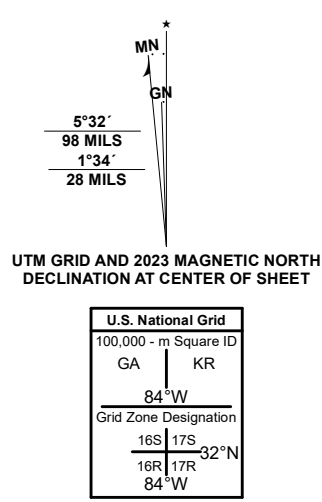 MN
GN
5°32´
98 MILS
1°34´
28 MILS
UTM GRID AND 2023 MAGNETIC NORTH
DECLINATION AT CENTER OF SHEET
U.S. National Grid
100,000 - m Square ID
GA KR
84°W
Grid Zone Designation
16S 17S
32°N
16R 17R
84°W